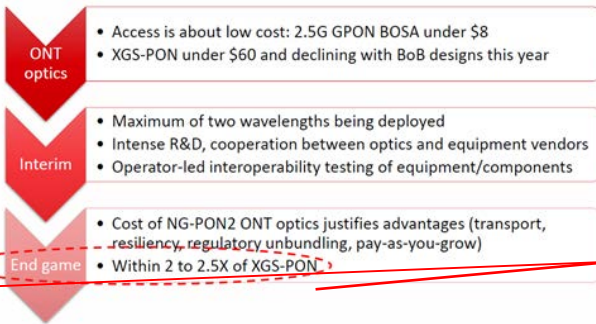 ONT
optics
• Access is about low cost: 2.5G GPON BOSA under $8
• XGS-PON under $60 and declining with BoB designs this year
Interim
• Maximum of two wavelengths being deployed
• Intense R&D, cooperation between optics and equipment vendors
• Operator-led interoperability testing of equipment/components
End game
• Cost of NG-PON2 ONT optics justifies advantages (transport,
resiliency, regulatory unbundling, pay-as-you-grow)
• Within 2 to 2.5X of XGS-PON